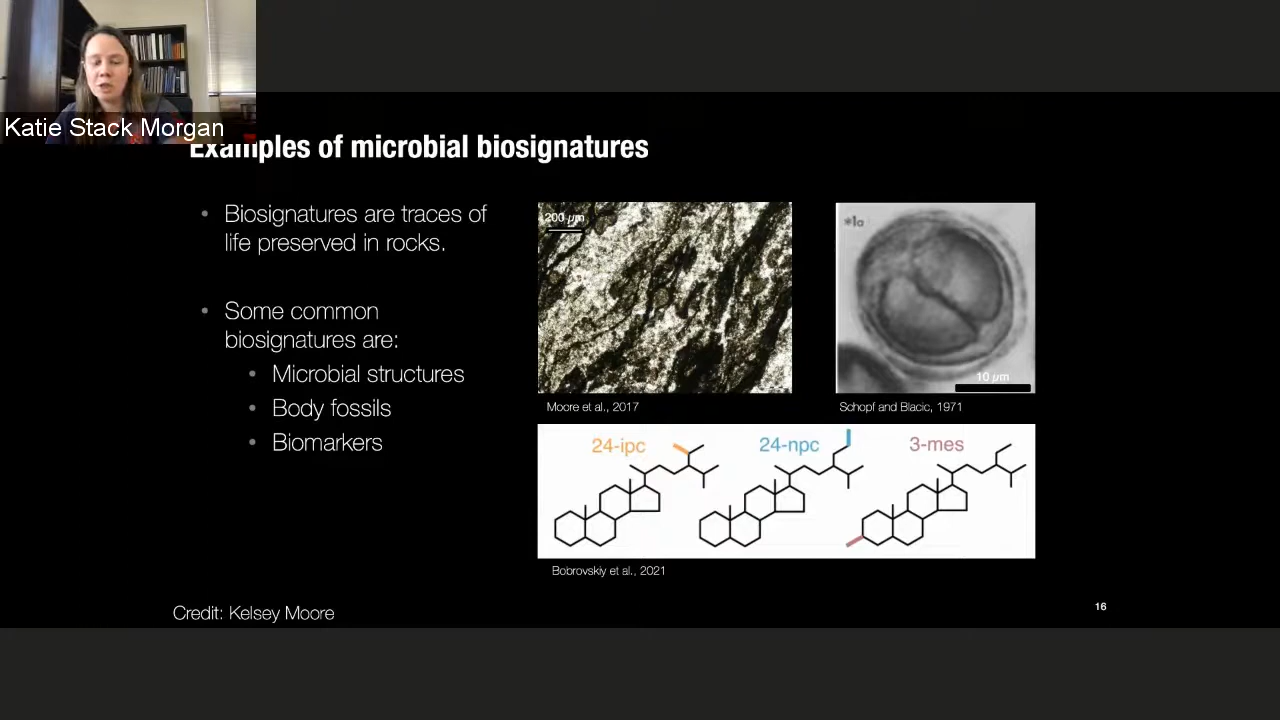 Katie Stack Morgan
Examples of microbial biosignatures
• Biosignatures are traces of
life preserved in rocks.
• Some common
biosignatures are:
• Microbial structures
• Body fossils
• Biomarkers
200 µm
*1a
10 µm
Moore et al., 2017
Schopf and Blacic, 1971
24-ipc
24-npc
3-mes
Bobrovskiy et al., 2021
Credit: Kelsey Moore
16